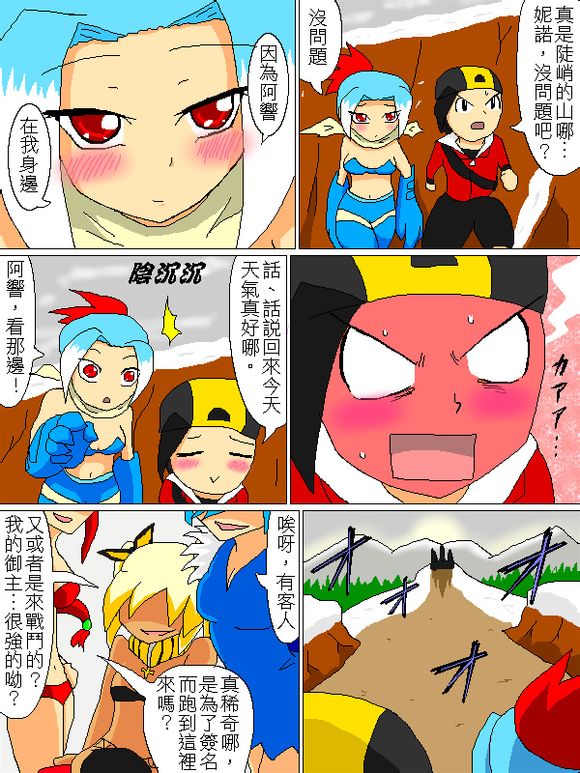 真是陡峭的山哪…
妮諾，沒問題吧？
沒問題
因為阿響
在我身邊
カアアア…
話、話說回來今天
天氣真好哪。
陰沉沉
阿響，看那邊！
オ
オ
オ
唉呀，有客人
真稀奇哪，
是為了簽名
而跑到這裡
來嗎？
又或者是來戰鬥的？
我的御主…很強的呦？